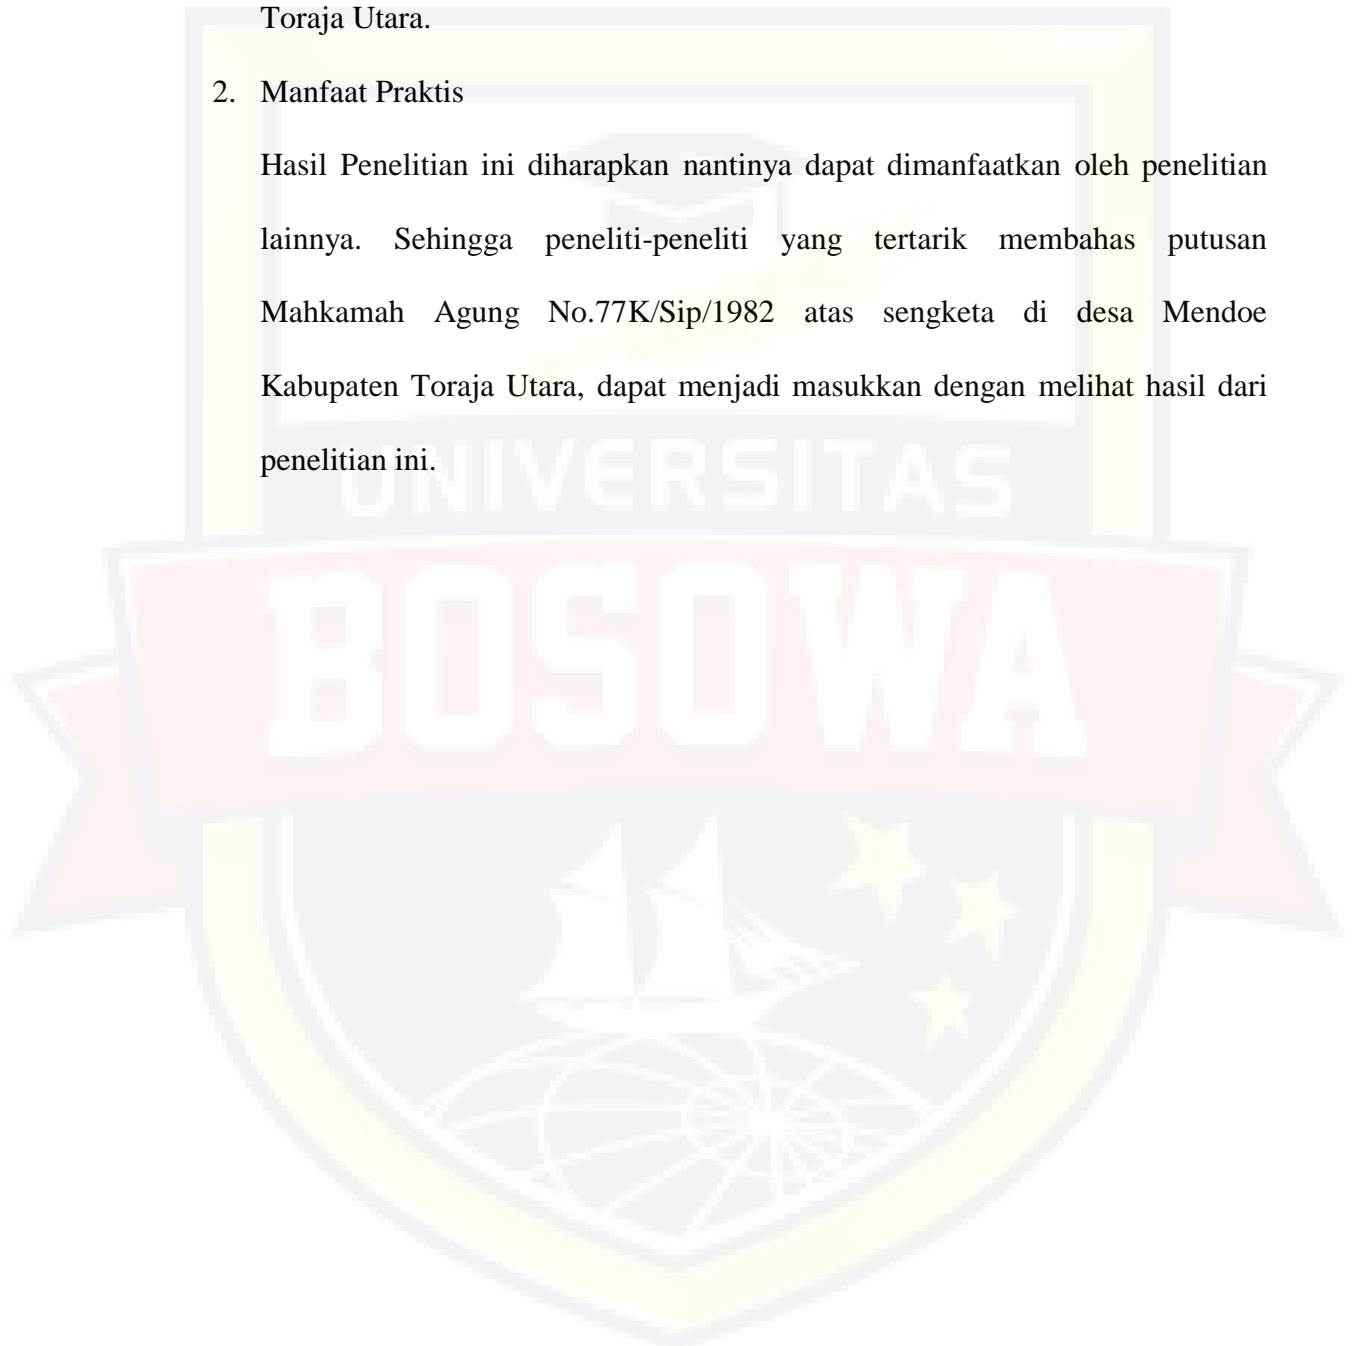 Toraja Utara.
2. Manfaat Praktis
Hasil Penelitian ini diharapkan nantinya dapat dimanfaatkan oleh penelitian
lainnya. Sehingga peneliti-peneliti yang tertarik membahas putusan
Mahkamah Agung No.77K/Sip/1982 atas sengketa di desa Mendoe
Kabupaten Toraja Utara, dapat menjadi masukkan dengan melihat hasil dari
penelitian ini.
UNIVERSITAS
BOSOWA